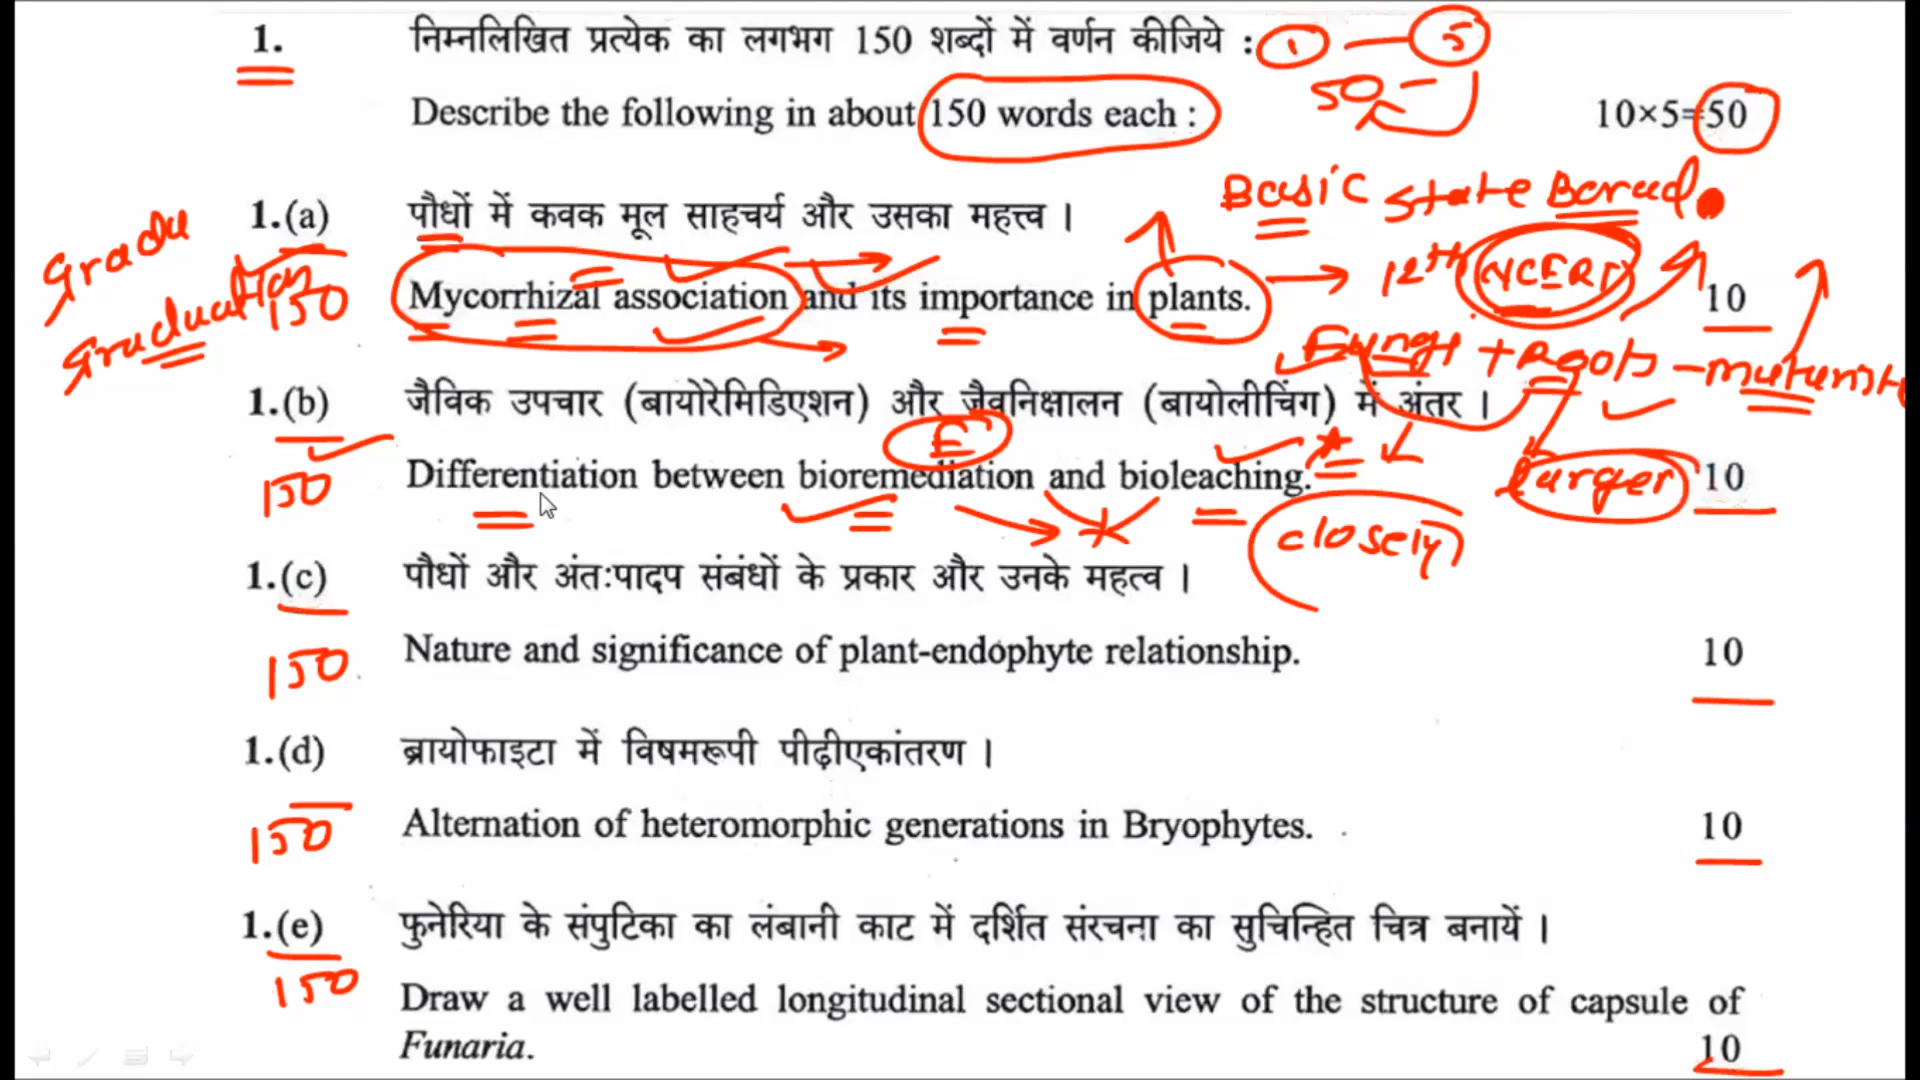 1. निम्नलिखित प्रत्येक का लगभग 150 शब्दों में वर्णन कीजिये : 1 — 5
50 –
Describe the following in about 150 words each : 10×5=50
Basic State Borad.
1.(a) पौधों में कवक मूल साहचर्य और उसका महत्त्व ।
Gradu
Graduation
12th NCERT
150 Mycorrhizal association and its importance in plants. 10
Fungi + Roots –
1.(b) जैविक उपचार (बायोरेमिडिएशन) और जैवनिक्षालन (बायोलीचिंग) में अंतर ।
E
150 Differentiation between bioremediation and bioleaching. larger 10
closely
1.(c) पौधों और अंतःपादप संबंधों के प्रकार और उनके महत्व ।
150 Nature and significance of plant-endophyte relationship. 10
1.(d) ब्रायोफाइटा में विषमरूपी पीढ़ीएकांतरण ।
150 Alternation of heteromorphic generations in Bryophytes. 10
1.(e) फुनेरिया के संपुटिका का लंबानी काट में दर्शित संरचना का सुचिन्हित चित्र बनायें ।
150 Draw a well labelled longitudinal sectional view of the structure of capsule of
Funaria. 10